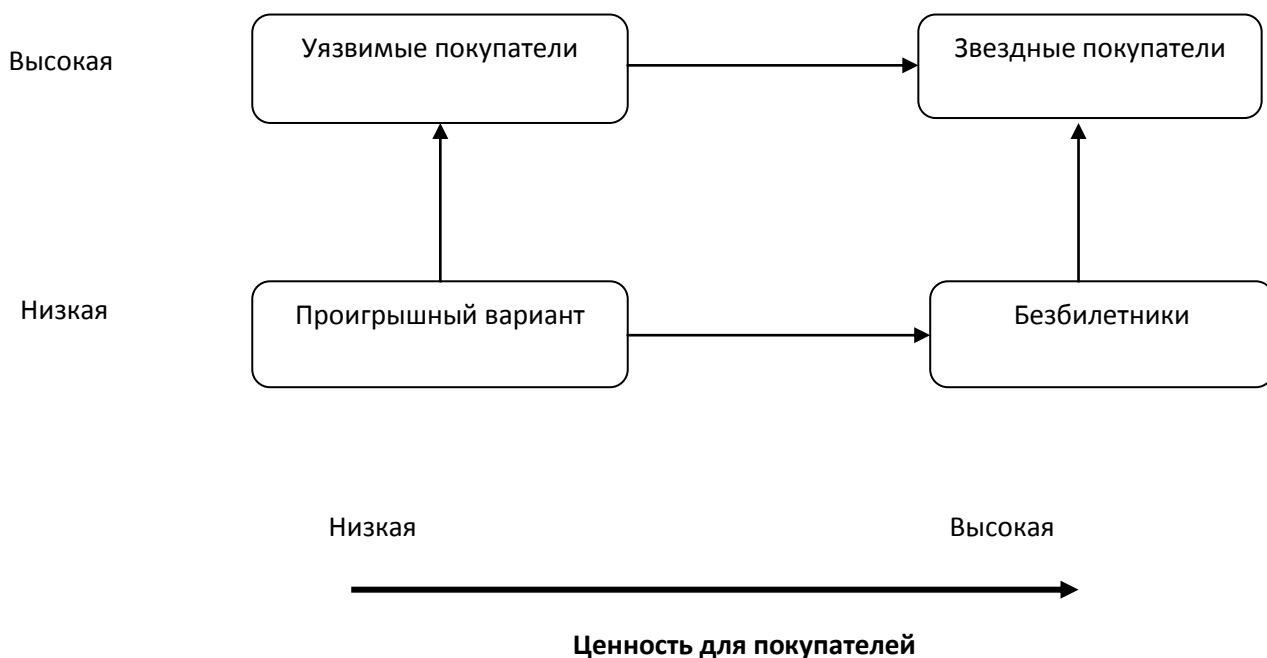 Высокая
Уязвимые покупатели
Звездные покупатели
Низкая
Проигрышный вариант
Безбилетники
Низкая
Высокая
Ценность для покупателей